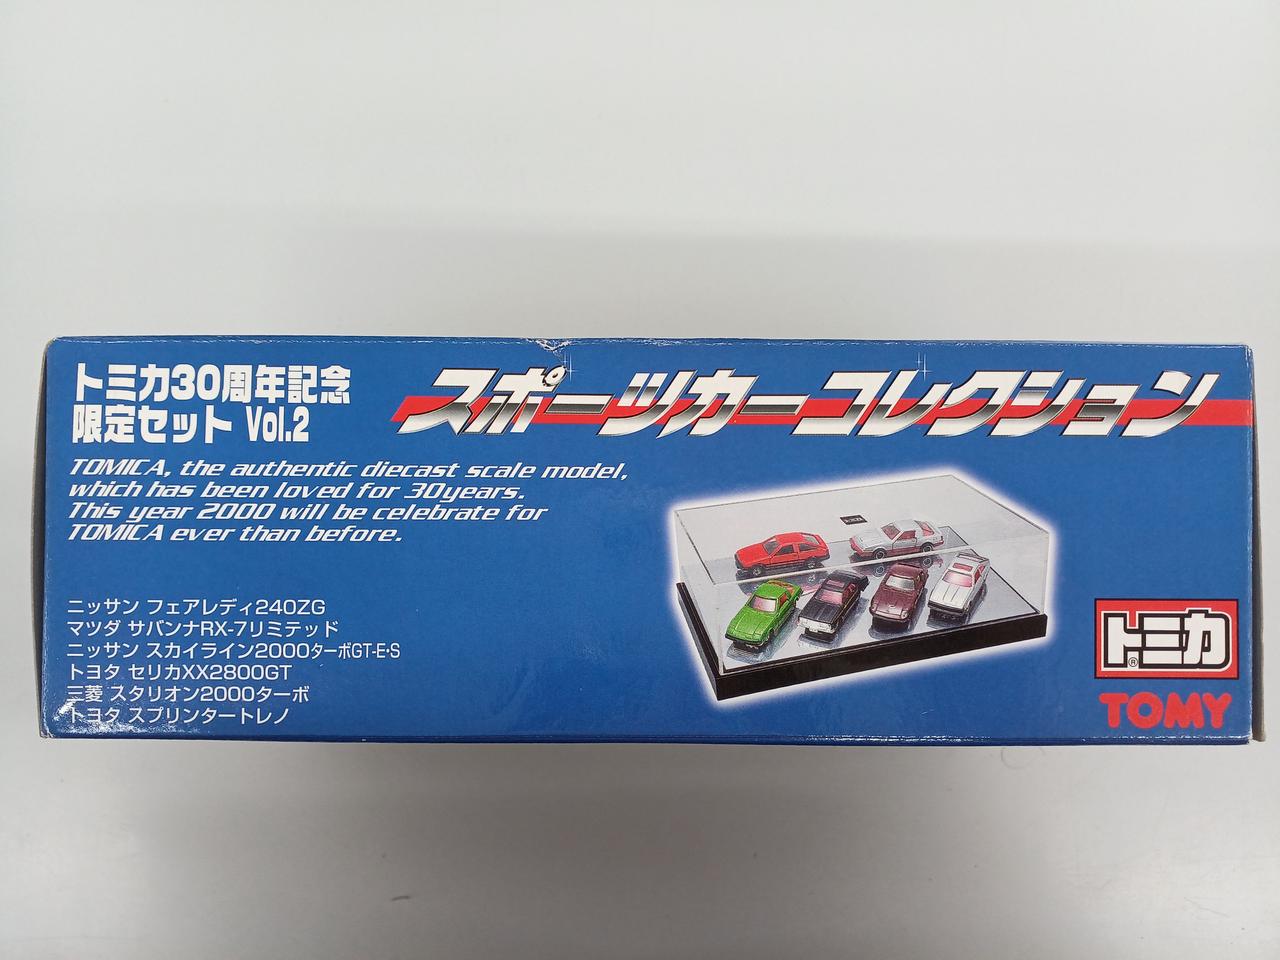 トミカ30周年記念
限定セット Vol.2
スポーツカーコレクション
TOMICA, the authentic diecast scale model,
which has been loved for 30years.
This year 2000 will be celebrate for
TOMICA ever than before.
ニッサン フェアレディ240ZG
マツダ サバンナRX-7リミテッド
ニッサン スカイライン2000ターボGT-E・S
トヨタ セリカXX2800GT
三菱 スタリオン2000ターボ
トヨタ スプリンタートレノ
トミカ
トミカ®
TOMY